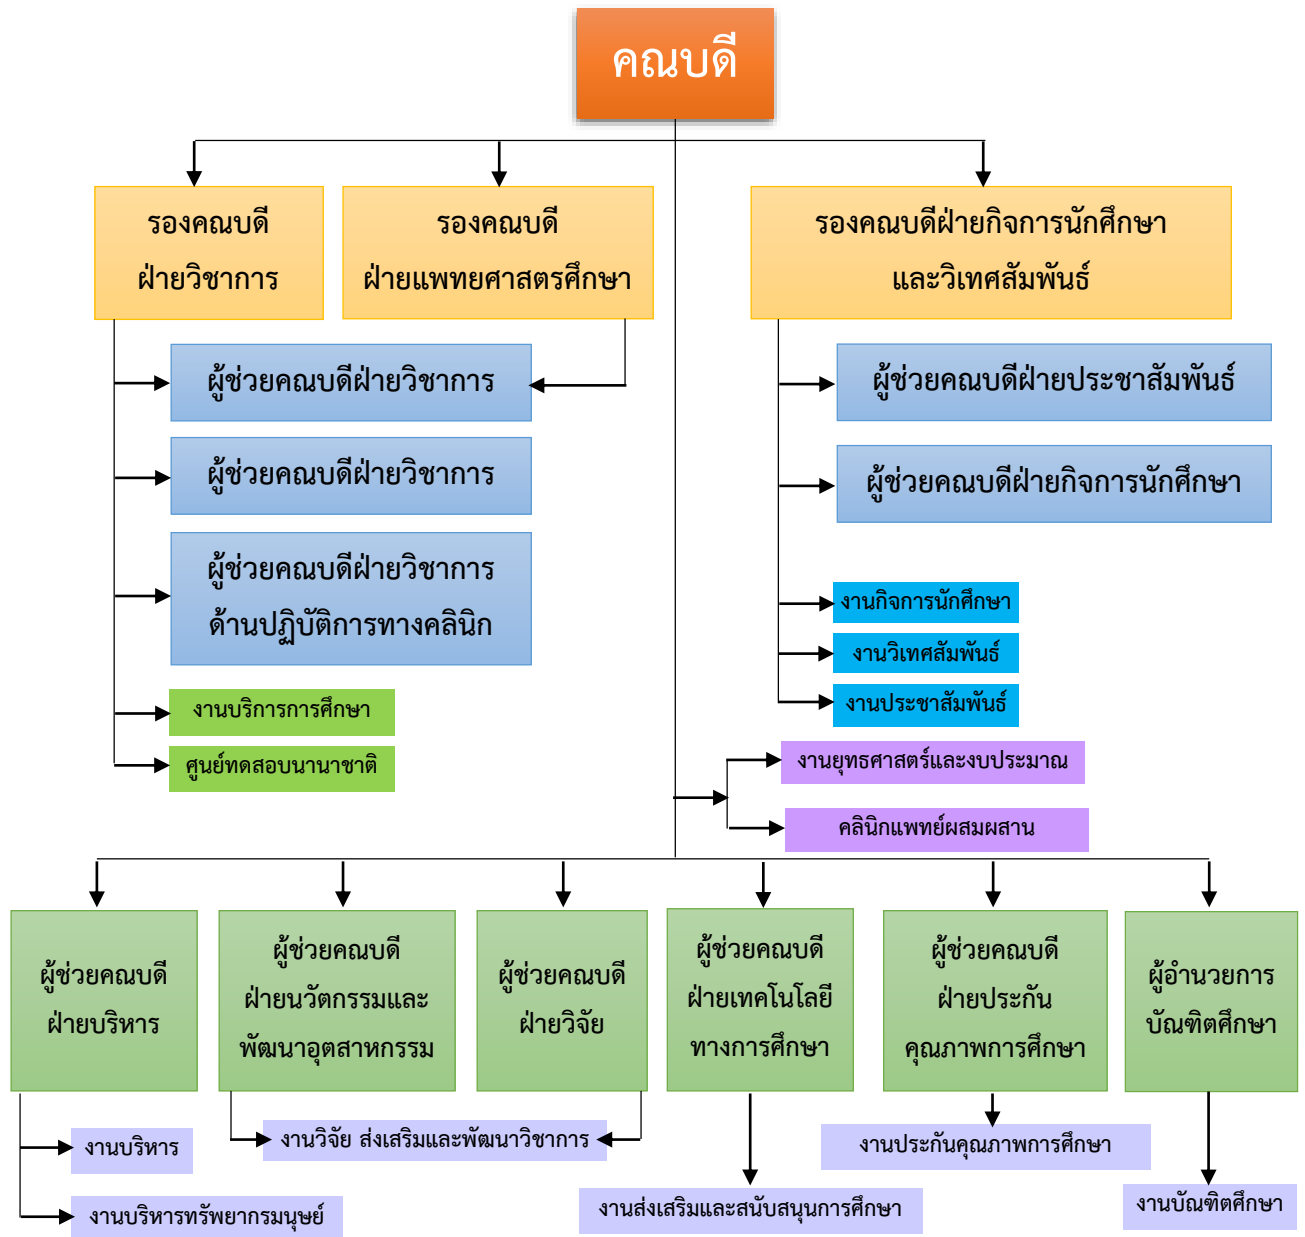 คณบดี
รองคณบดี
ฝ่ายวิชาการ
รองคณบดี
ฝ่ายแพทยศาสตรศึกษา
รองคณบดีฝ่ายกิจการนักศึกษา
และวิเทศสัมพันธ์
ผู้ช่วยคณบดีฝ่ายวิชาการ
ผู้ช่วยคณบดีฝ่ายวิชาการ
ผู้ช่วยคณบดีฝ่ายวิชาการ
ด้านปฏิบัติการทางคลินิก
งานบริการการศึกษา
ศูนย์ทดสอบนานาชาติ
ผู้ช่วยคณบดีฝ่ายประชาสัมพันธ์
ผู้ช่วยคณบดีฝ่ายกิจการนักศึกษา
งานกิจการนักศึกษา
งานวิเทศสัมพันธ์
งานประชาสัมพันธ์
งานยุทธศาสตร์และงบประมาณ
คลินิกแพทย์ผสมผสาน
ผู้ช่วยคณบดี
ฝ่ายบริหาร
ผู้ช่วยคณบดี
ฝ่ายนวัตกรรมและ
พัฒนาอุตสาหกรรม
ผู้ช่วยคณบดี
ฝ่ายวิจัย
ผู้ช่วยคณบดี
ฝ่ายเทคโนโลยี
ทางการศึกษา
ผู้ช่วยคณบดี
ฝ่ายประกัน
คุณภาพการศึกษา
ผู้อำนวยการ
บัณฑิตศึกษา
งานบริหาร
งานบริหารทรัพยากรมนุษย์
งานวิจัย ส่งเสริมและพัฒนาวิชาการ
งานส่งเสริมและสนับสนุนการศึกษา
งานประกันคุณภาพการศึกษา
งานบัณฑิตศึกษา